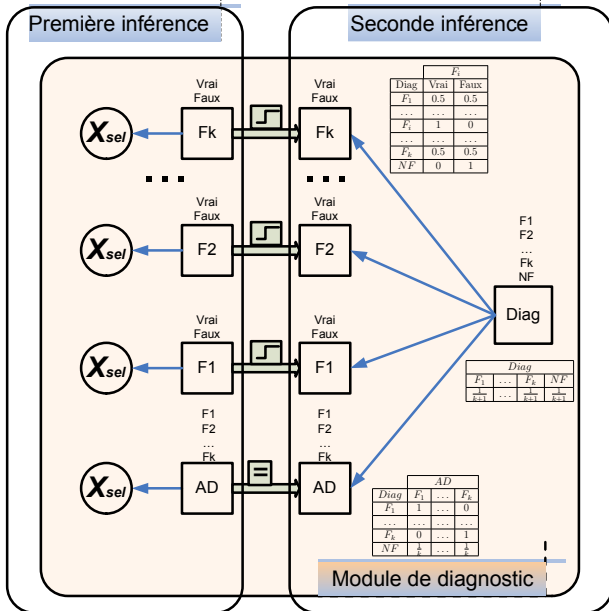 Première inférence
Seconde inférence
Vrai
Faux
Vrai
Faux
Xsel
Fk
Fk
Fi
Diag Vrai Faux
F1 0.5 0.5
... ... ...
Fi 1 0
... ... ...
Fk 0.5 0.5
NF 0 1
....
....
Vrai
Faux
Vrai
Faux
Xsel
F2
F2
F1
F2
...
Fk
NF
Diag
Vrai
Faux
Vrai
Faux
Xsel
F1
F1
Diag
F1 ... Fk NF
1/k+1 ... 1/k+1 1/k+1
F1
F2
...
Fk
F1
F2
...
Fk
Xsel
AD
=
AD
AD
Diag F1 ... Fk
F1 1 ... 0
... ... ... ...
Fk 0 ... 1
NF 1/k ... 1/k
Module de diagnostic